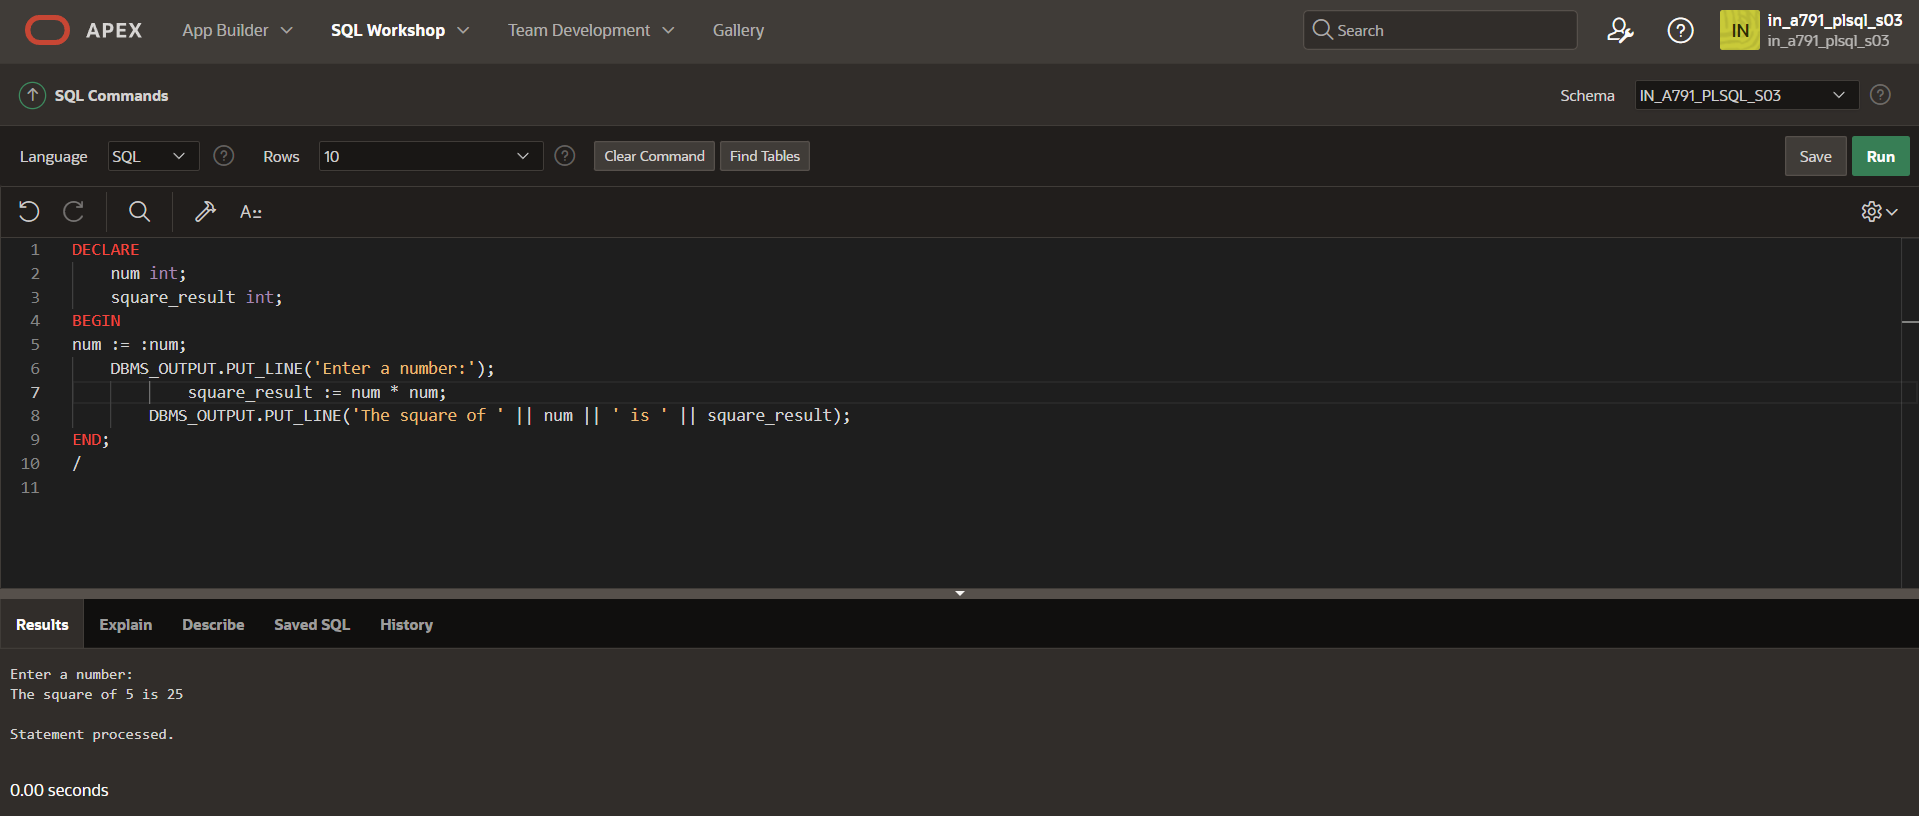 APEX App Builder SQL Workshop Team Development Gallery Search IN in_a791_plsql_s03
in_a791_plsql_s03
SQL Commands Schema IN_A791_PLSQL_S03 ?
Language SQL ? Rows 10 ? Clear Command Find Tables Save Run
A::
1 DECLARE
2 num int;
3 square_result int;
4 BEGIN
5 num := :num;
6 DBMS_OUTPUT.PUT_LINE('Enter a number:');
7 square_result := num * num;
8 DBMS_OUTPUT.PUT_LINE('The square of ' || num || ' is ' || square_result);
9 END;
10 /
11
Results Explain Describe Saved SQL History
Enter a number:
The square of 5 is 25
Statement processed.
0.00 seconds